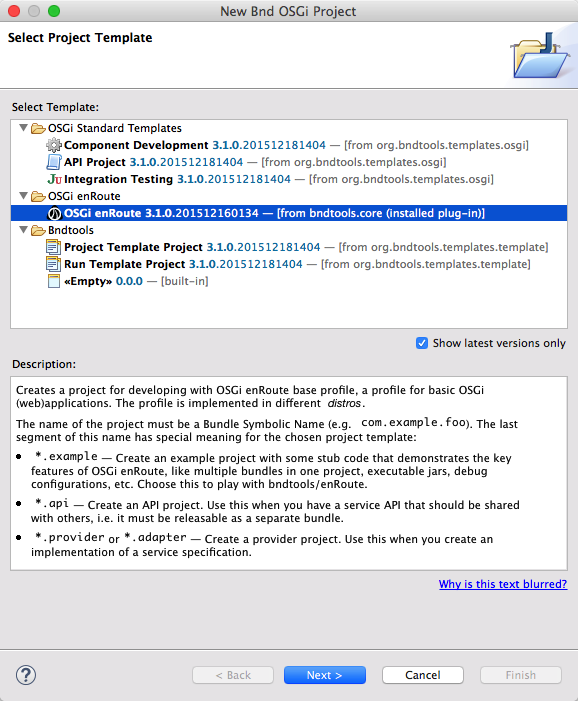 New Bnd OSGi Project
Select Project Template
Select Template:
OSGi Standard Templates
Component Development 3.1.0.201512181404 — [from org.bndtools.templates.osgi]
API Project 3.1.0.201512181404 — [from org.bndtools.templates.osgi]
JU Integration Testing 3.1.0.201512181404 — [from org.bndtools.templates.osgi]
OSGi enRoute
OSGi enRoute 3.1.0.201512160134 — [from bndtools.core (installed plug-in)]
Bndtools
Project Template Project 3.1.0.201512181404 — [from org.bndtools.templates.template]
Run Template Project 3.1.0.201512181404 — [from org.bndtools.templates.template]
«Empty» 0.0.0 — [built-in]
Show latest versions only
Description:
Creates a project for developing with OSGi enRoute base profile, a profile for basic OSGi
(web)applications. The profile is implemented in different distros.
The name of the project must be a Bundle Symbolic Name (e.g. com.example.foo). The last
segment of this name has special meaning for the chosen project template:
• *.example — Create an example project with some stub code that demonstrates the key
features of OSGi enRoute, like multiple bundles in one project, executable jars, debug
configurations, etc. Choose this to play with bndtools/enRoute.
• *.api — Create an API project. Use this when you have a service API that should be shared
with others, i.e. it must be releasable as a separate bundle.
• *.provider or *.adapter — Create a provider project. Use this when you create an
implementation of a service specification.
Why is this text blurred?
? < Back Next > Cancel Finish